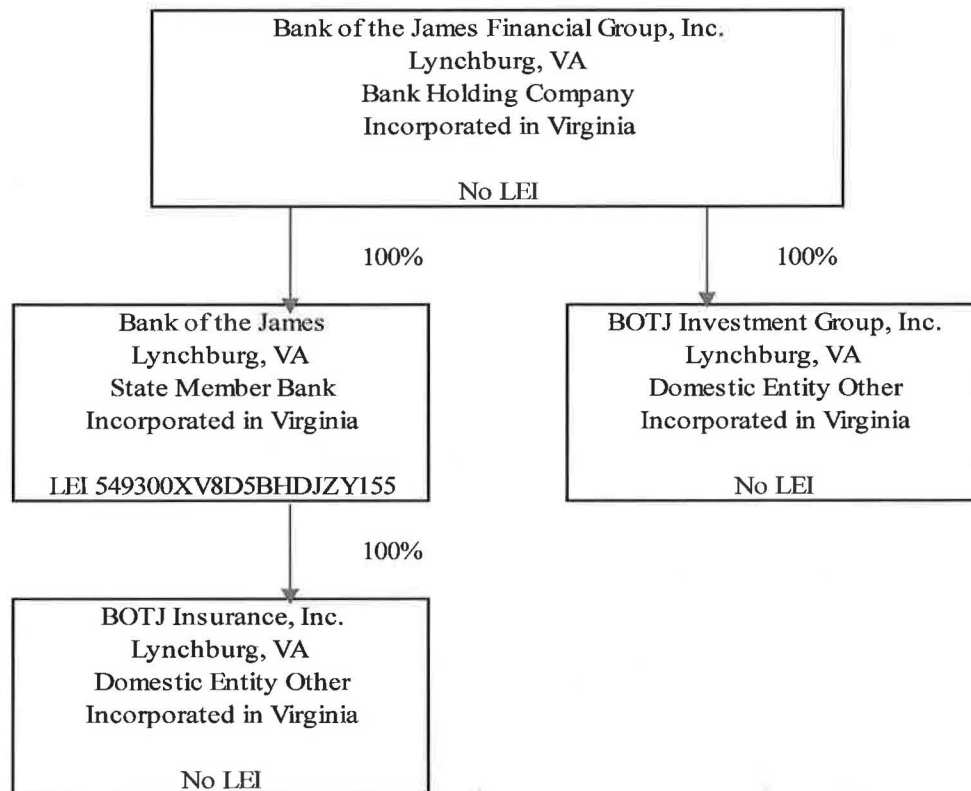 Bank of the James Financial Group, Inc.
Lynchburg, VA
Bank Holding Company
Incorporated in Virginia
No LEI
100%
100%
Bank of the James
Lynchburg, VA
State Member Bank
Incorporated in Virginia
LEI 549300XV8D5BHDJZY155
BOTJ Investment Group, Inc.
Lynchburg, VA
Domestic Entity Other
Incorporated in Virginia
No LEI
100%
BOTJ Insurance, Inc.
Lynchburg, VA
Domestic Entity Other
Incorporated in Virginia
No LEI